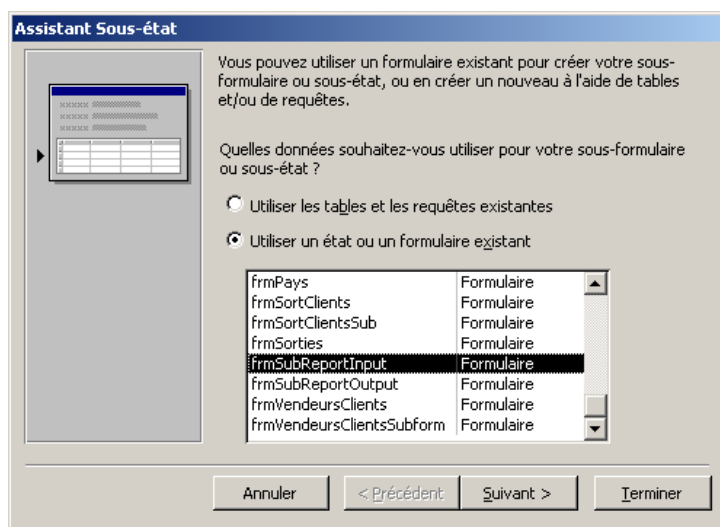 Assistant Sous-état
Vous pouvez utiliser un formulaire existant pour créer votre sous-
formulaire ou sous-état, ou en créer un nouveau à l'aide de tables
et/ou de requêtes.
Quelles données souhaitez-vous utiliser pour votre sous-formulaire
ou sous-état ?
Utiliser les tables et les requêtes existantes
Utiliser un état ou un formulaire existant
frmPays Formulaire
frmSortClients Formulaire
frmSortClientsSub Formulaire
frmSorties Formulaire
frmSubReportInput Formulaire
frmSubReportOutput Formulaire
frmVendeursClients Formulaire
frmVendeursClientsSubform Formulaire
Annuler < Précédent Suivant > Terminer